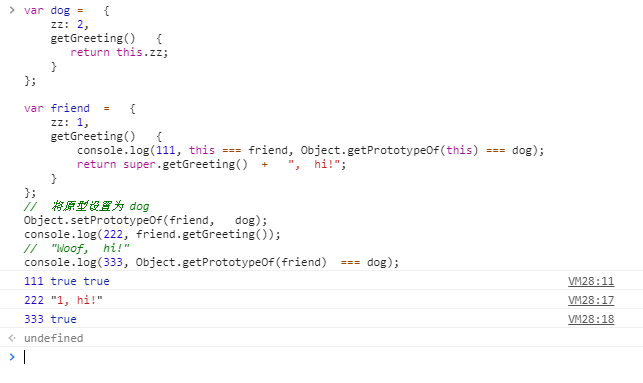 > var dog =   {
    zz: 2,
    getGreeting()   {
       return this.zz;
    }
};

var friend  =   {
    zz: 1,
    getGreeting()   {
        console.log(111, this === friend, Object.getPrototypeOf(this) === dog);
        return super.getGreeting()  +   ",  hi!";
    }
};
//  将原型设置为 dog
Object.setPrototypeOf(friend,   dog);
console.log(222, friend.getGreeting());
//  "Woof,  hi!"
console.log(333, Object.getPrototypeOf(friend)  === dog);
111 true true VM28:11
222 "1, hi!" VM28:17
333 true VM28:18
undefined
>